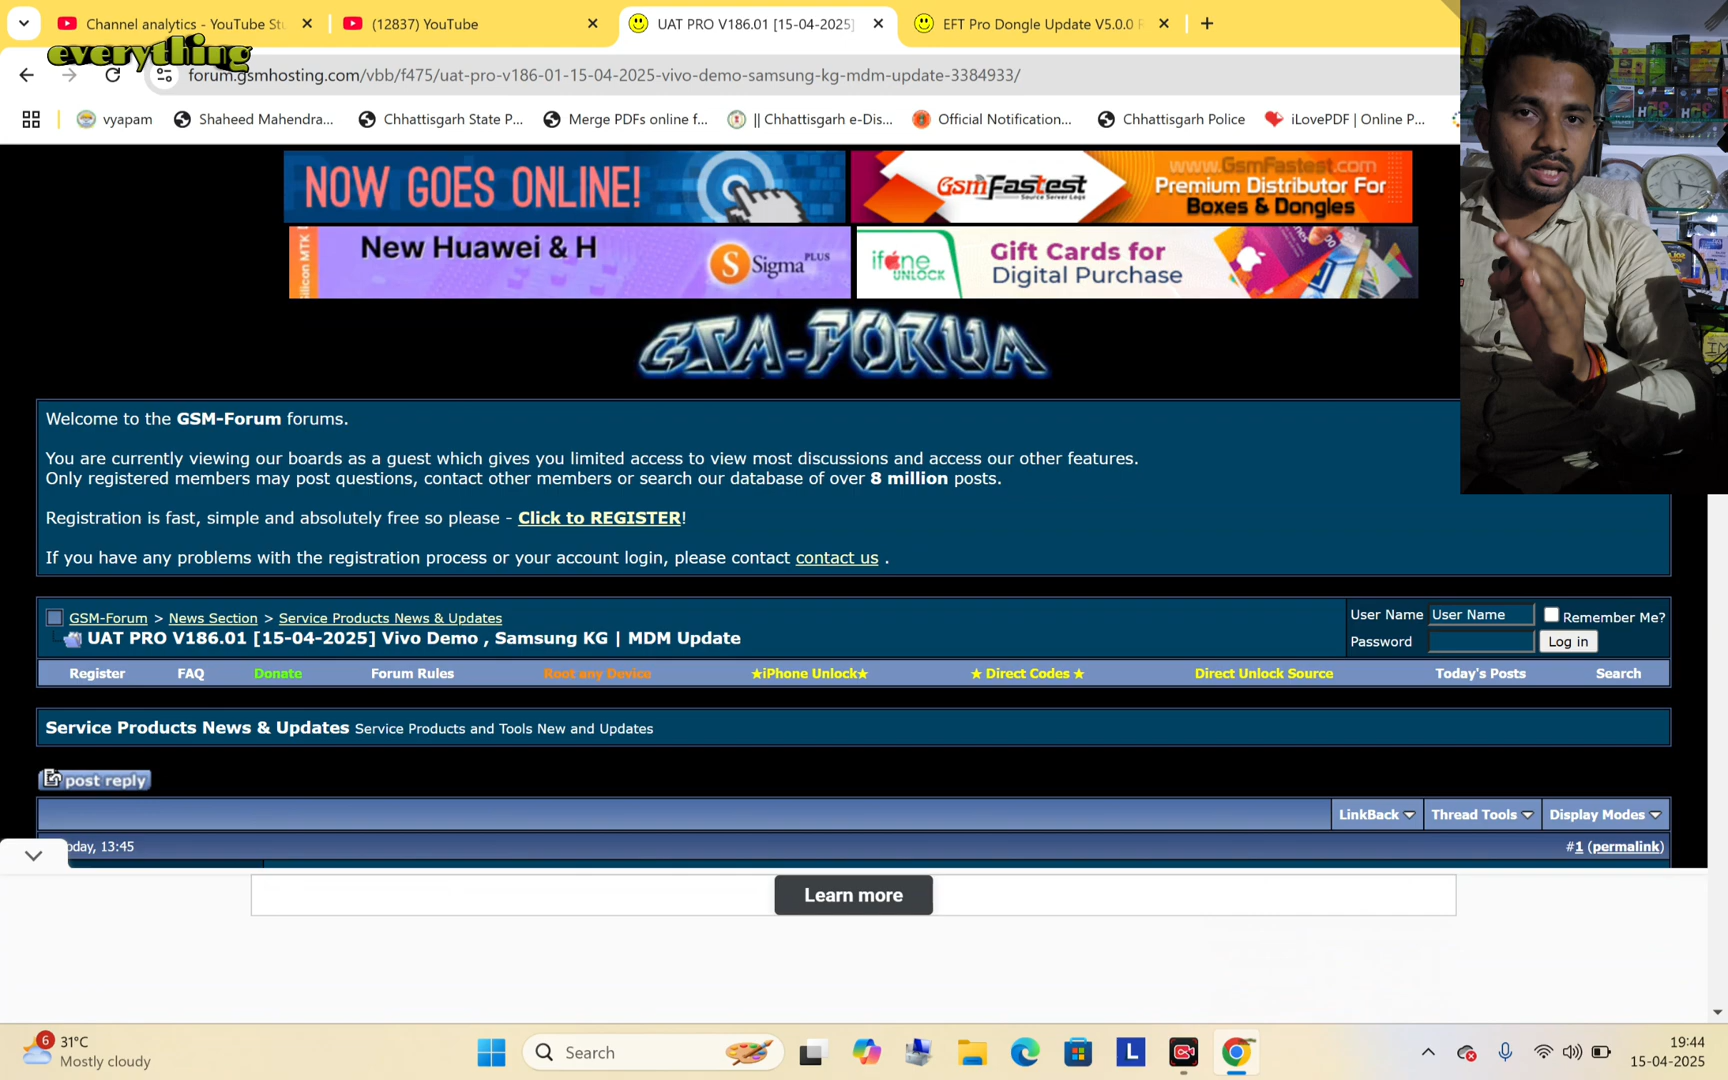 Channel analytics - YouTube Stu
(12837) YouTube
UAT PRO V186.01 [15-04-2025]
EFT Pro Dongle Update V5.0.0 R
everything
forum.gsmhosting.com/vbb/f475/uat-pro-v186-01-15-04-2025-vivo-demo-samsung-kg-mdm-update-3384933/
vyapam
Shaheed Mahendra...
Chhattisgarh State P...
Merge PDFs online f...
|| Chhattisgarh e-Dis...
Official Notification...
Chhattisgarh Police
iLovePDF | Online P...
NOW GOES ONLINE!
GsmFastest
Source Server Logs
www.GsmFastest.com
Premium Distributor For
Boxes & Dongles
Silicon MTK
New Huawei & H
S Sigma PLUS
ifone
UNLOCK
Gift Cards for
Digital Purchase
GSM-FORUM
Welcome to the GSM-Forum forums.
You are currently viewing our boards as a guest which gives you limited access to view most discussions and access our other features.
Only registered members may post questions, contact other members or search our database of over 8 million posts.
Registration is fast, simple and absolutely free so please - Click to REGISTER!
If you have any problems with the registration process or your account login, please contact contact us .
GSM-Forum > News Section > Service Products News & Updates
UAT PRO V186.01 [15-04-2025] Vivo Demo , Samsung KG | MDM Update
User Name User Name Remember Me?
Password Log in
Register FAQ Donate Forum Rules Root any Device ★iPhone Unlock★ ★ Direct Codes ★ Direct Unlock Source Today's Posts Search
Service Products News & Updates Service Products and Tools New and Updates
post reply
LinkBack Thread Tools Display Modes
oday, 13:45
#1 (permalink)
Learn more
6
31°C
Mostly cloudy
Search
L
19:44
15-04-2025